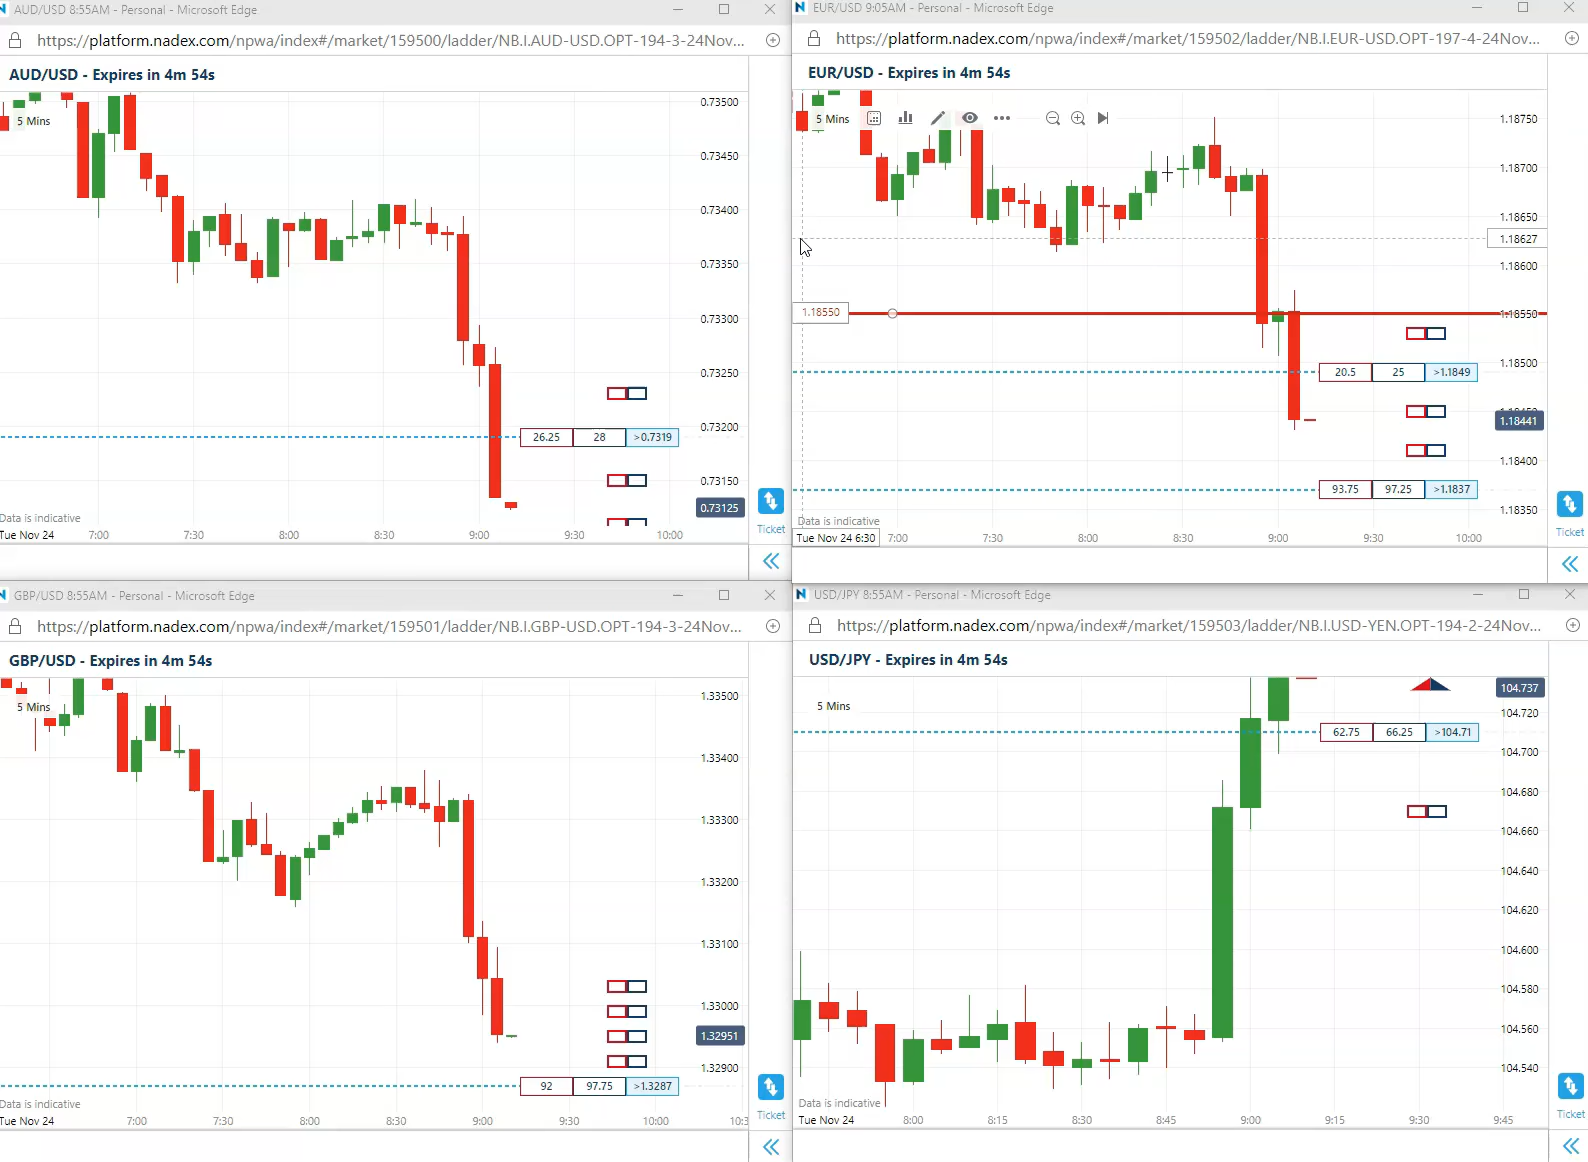 AUD/USD 8:55AM - Personal - Microsoft Edge
https://platform.nadex.com/npwa/index#/market/159500/ladder/NB.I.AUD-USD.OPT-194-3-24Nov...
AUD/USD - Expires in 4m 54s
5 Mins
0.73500
0.73450
0.73400
0.73350
0.73300
0.73250
0.73200
0.73150
0.73125
26.25 28 >0.7319
Data is indicative
Tue Nov 24 7:00 7:30 8:00 8:30 9:00 9:30 10:00
Ticket
EUR/USD 9:05AM - Personal - Microsoft Edge
https://platform.nadex.com/npwa/index#/market/159502/ladder/NB.I.EUR-USD.OPT-197-4-24Nov...
EUR/USD - Expires in 4m 54s
5 Mins
1.18750
1.18700
1.18650
1.18627
1.18600
1.18550 1.18550
1.18500
20.5 25 >1.1849
1.18450
1.18441
1.18400
93.75 97.25 >1.1837
1.18350
Data is indicative
Tue Nov 24 6:30 7:00 7:30 8:00 8:30 9:00 9:30 10:00
Ticket
GBP/USD 8:55AM - Personal - Microsoft Edge
https://platform.nadex.com/npwa/index#/market/159501/ladder/NB.I.GBP-USD.OPT-194-3-24Nov...
GBP/USD - Expires in 4m 54s
5 Mins
1.33500
1.33400
1.33300
1.33200
1.33100
1.33000
1.32951
1.32900
92 97.75 >1.3287
Data is indicative
Tue Nov 24 7:00 7:30 8:00 8:30 9:00 9:30 10:00 10:3
Ticket
USD/JPY 8:55AM - Personal - Microsoft Edge
https://platform.nadex.com/npwa/index#/market/159503/ladder/NB.I.USD-YEN.OPT-194-2-24Nov...
USD/JPY - Expires in 4m 54s
5 Mins
104.737
104.720
62.75 66.25 >104.71
104.700
104.680
104.660
104.640
104.620
104.600
104.580
104.560
104.540
Data is indicative
Tue Nov 24 8:00 8:15 8:30 8:45 9:00 9:15 9:30 9:45
Ticket